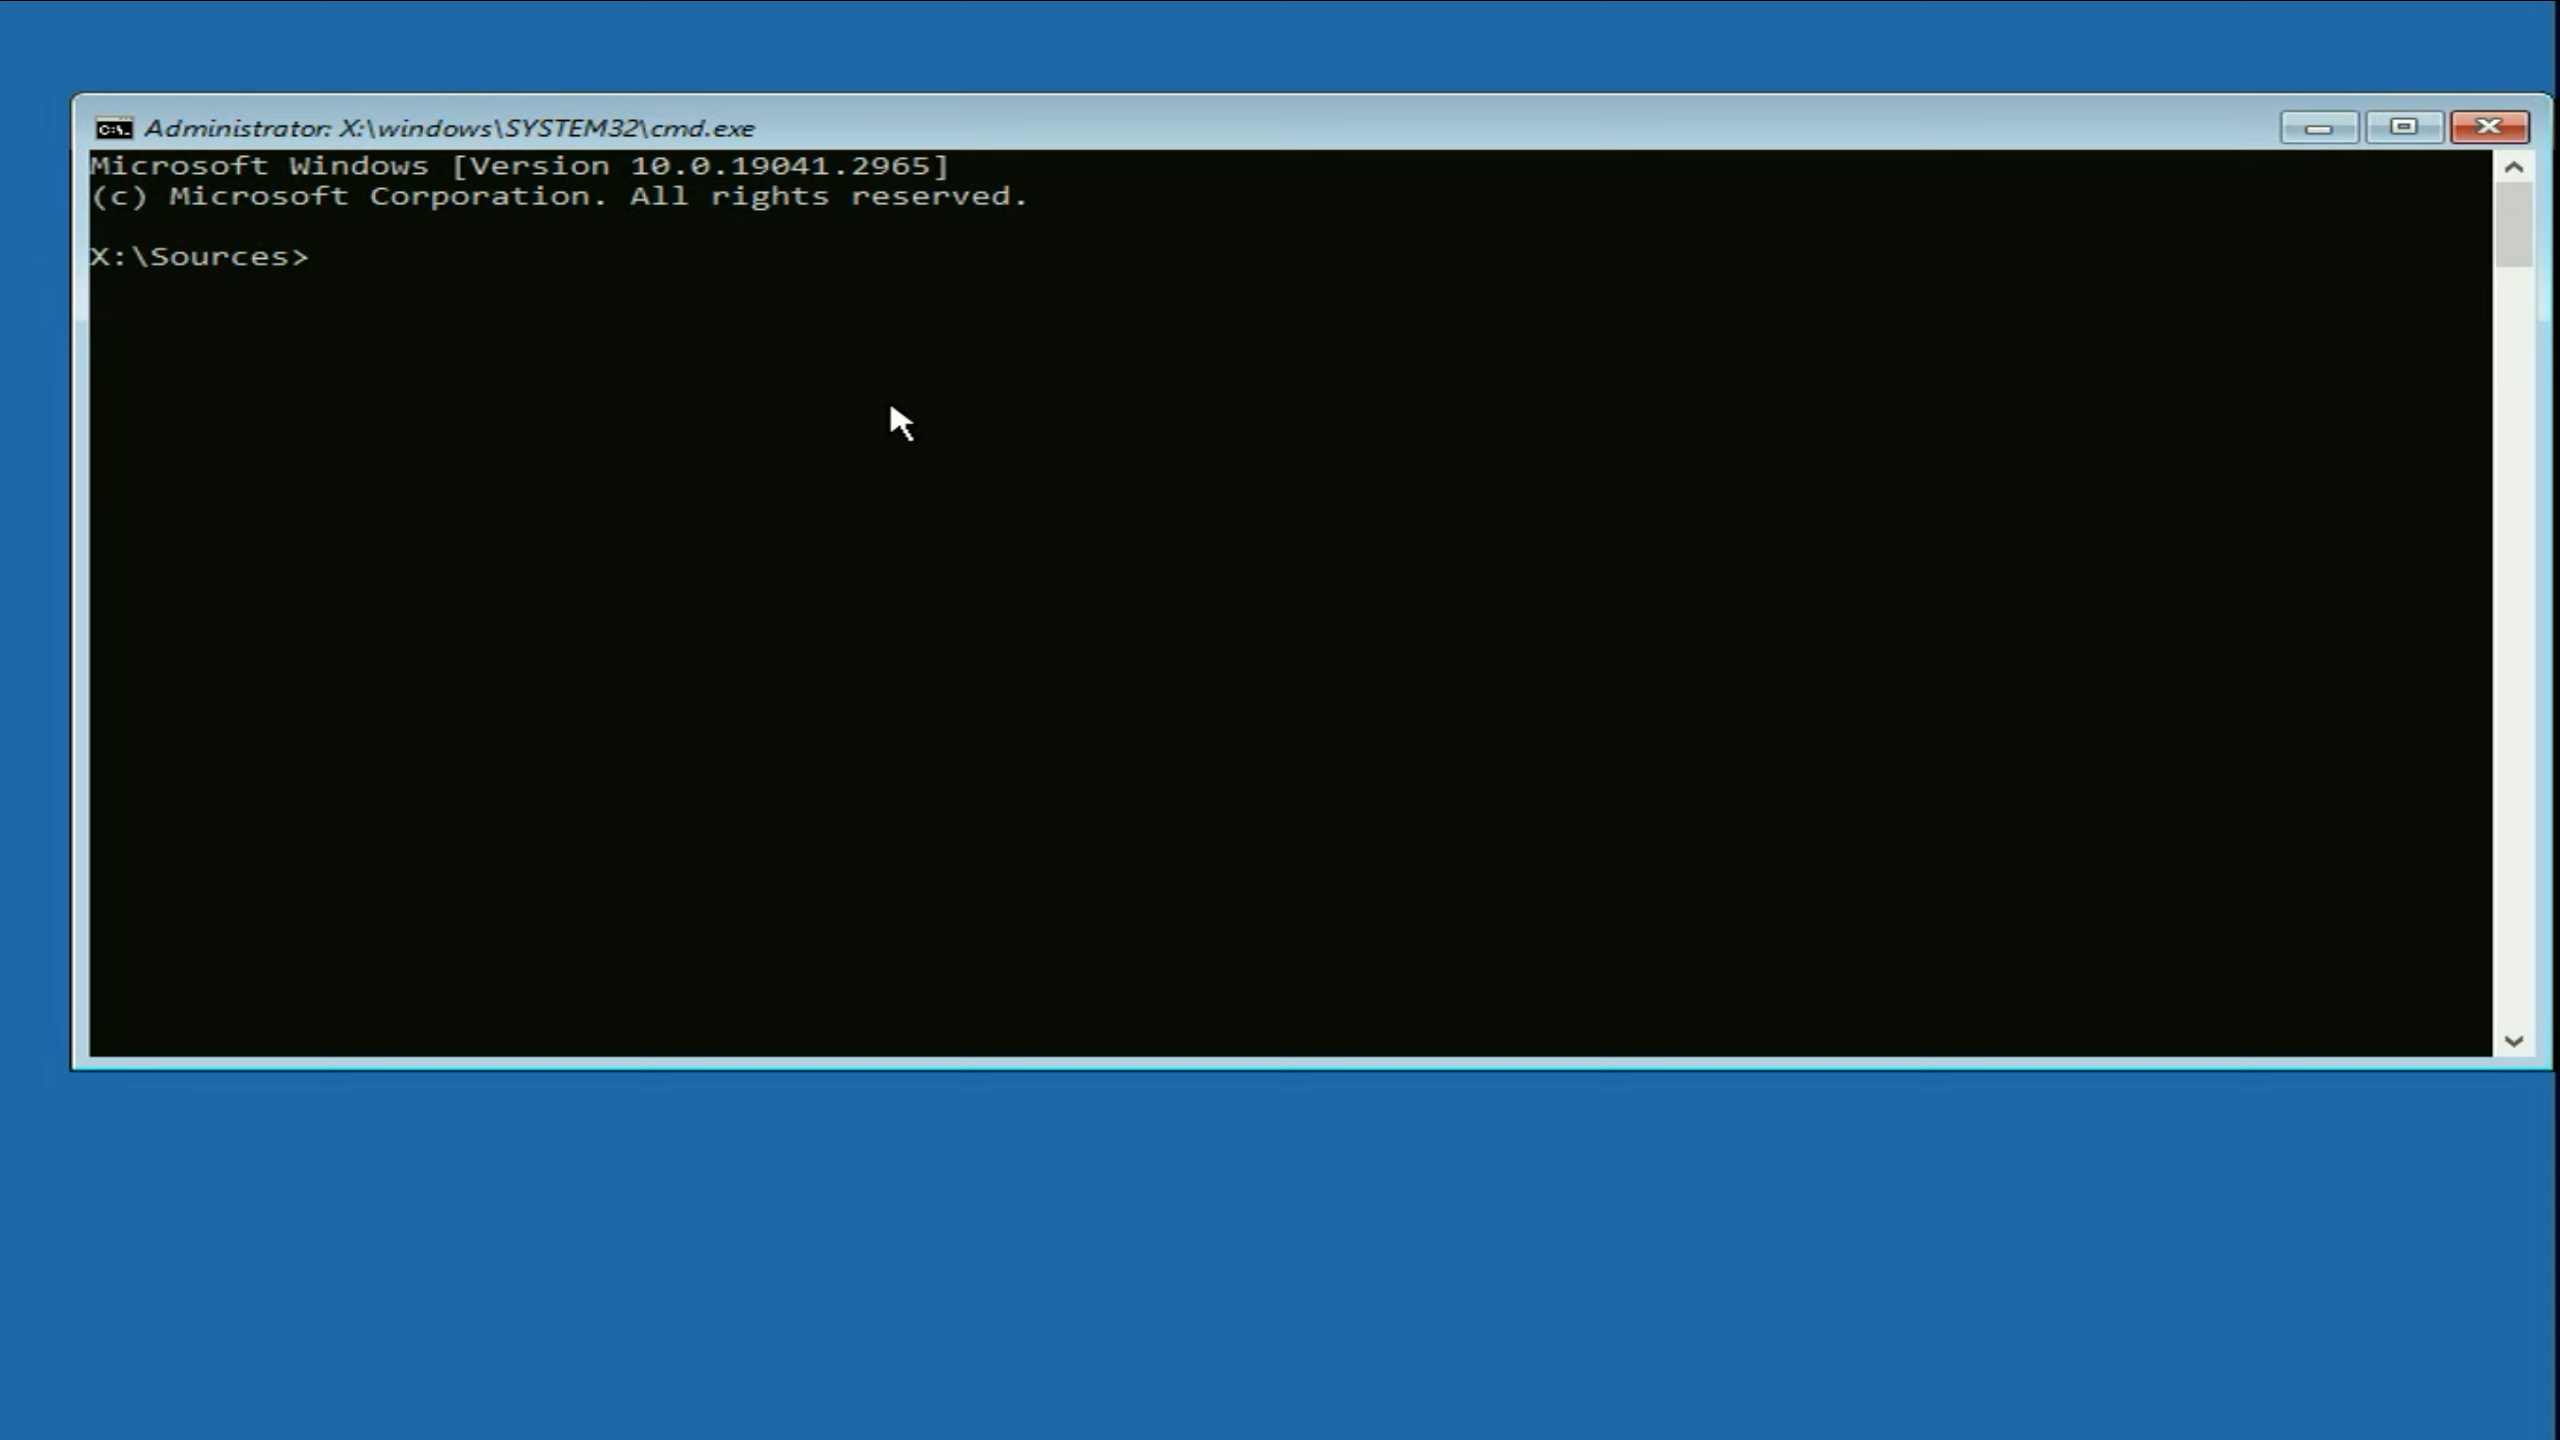 Administrator: X:\windows\SYSTEM32\cmd.exe
Microsoft Windows [Version 10.0.19041.2965]
(c) Microsoft Corporation. All rights reserved.
X:\Sources>